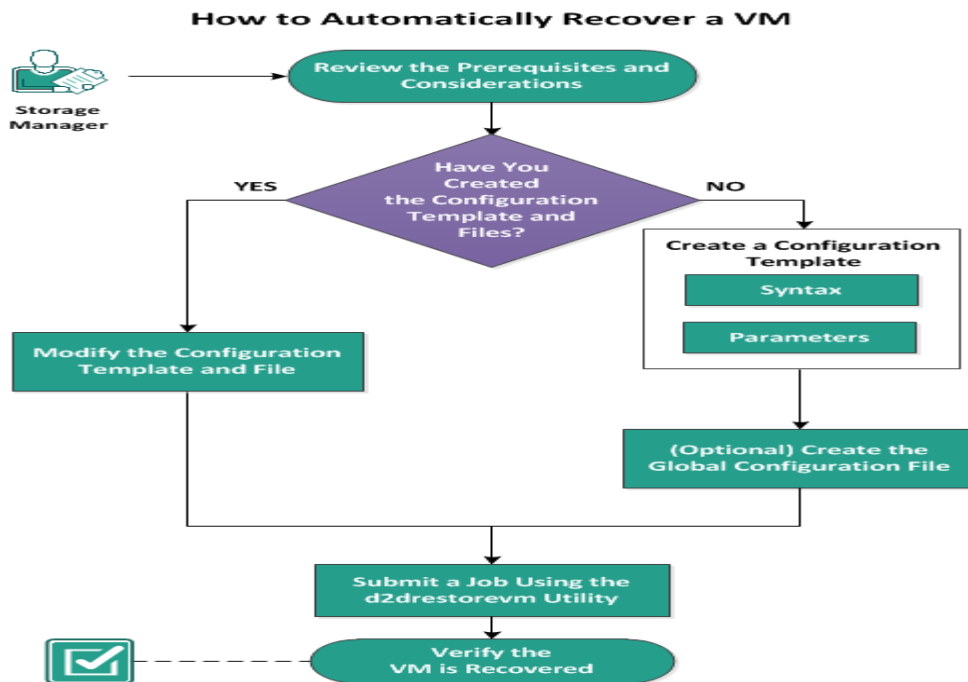 How to Automatically Recover a VM
Storage
Manager
Review the Prerequisites and
Considerations
Have You
Created
the Configuration
Template and
Files?
YES
NO
Create a Configuration
Template
Syntax
Parameters
Modify the Configuration
Template and File
(Optional) Create the
Global Configuration File
Submit a Job Using the
d2drestorevm Utility
Verify the
VM is Recovered